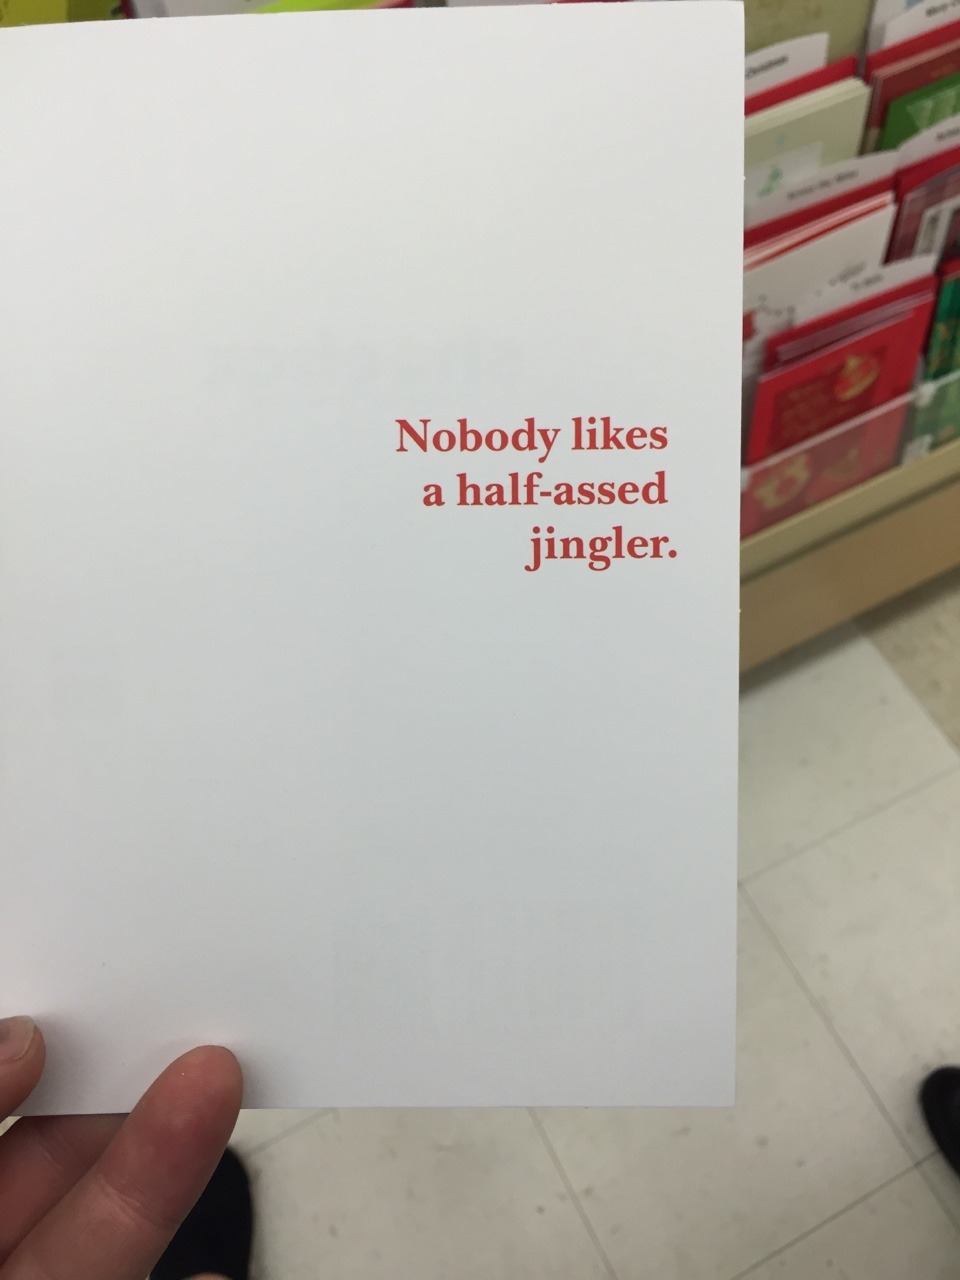 Nobody likes
a half-assed
jingler.